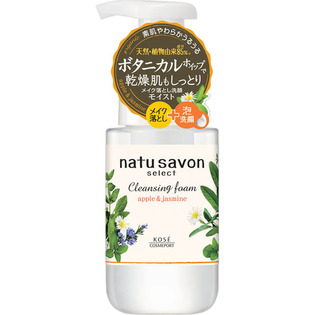 素肌やわらかうるうる
天然・植物由来
85%
ボタニカルホイップで
乾燥肌もしっとり
メイク落とし洗顔
モイスト
メイク
落とし
+
泡
洗顔
natu savon
select
Cleansing foam
apple & jasmine
KOSÉ
COSMEPORT